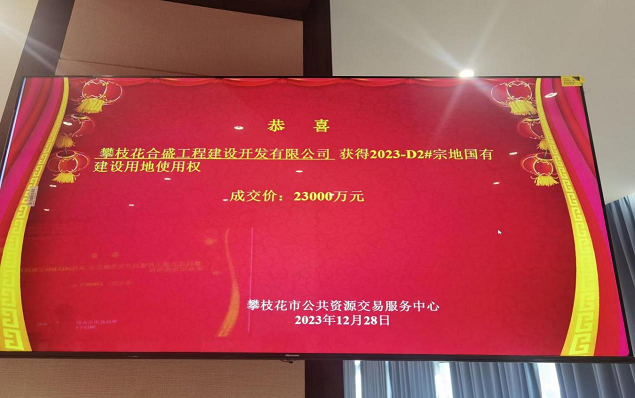 恭 喜
攀枝花合盛工程建设开发有限公司 获得2023-D2#宗地国有
建设用地使用权
成交价：23000万元
攀枝花市公共资源交易服务中心
2023年12月28日